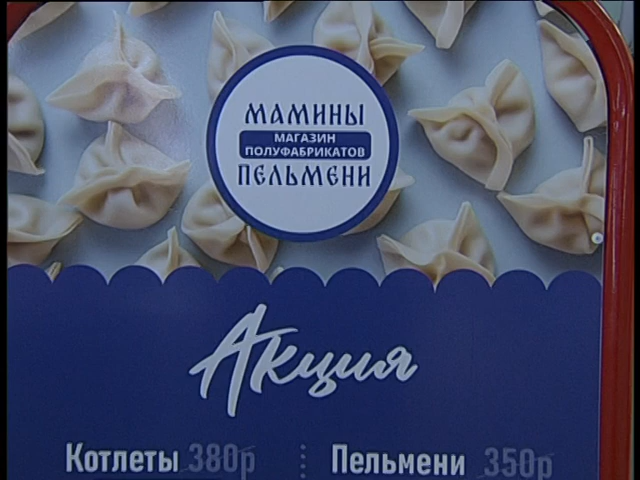 МАМИНЫ
МАГАЗИН
ПОЛУФАБРИКАТОВ
ПЕЛЬМЕНИ
Акция
Котлеты 380р
Пельмени 350р